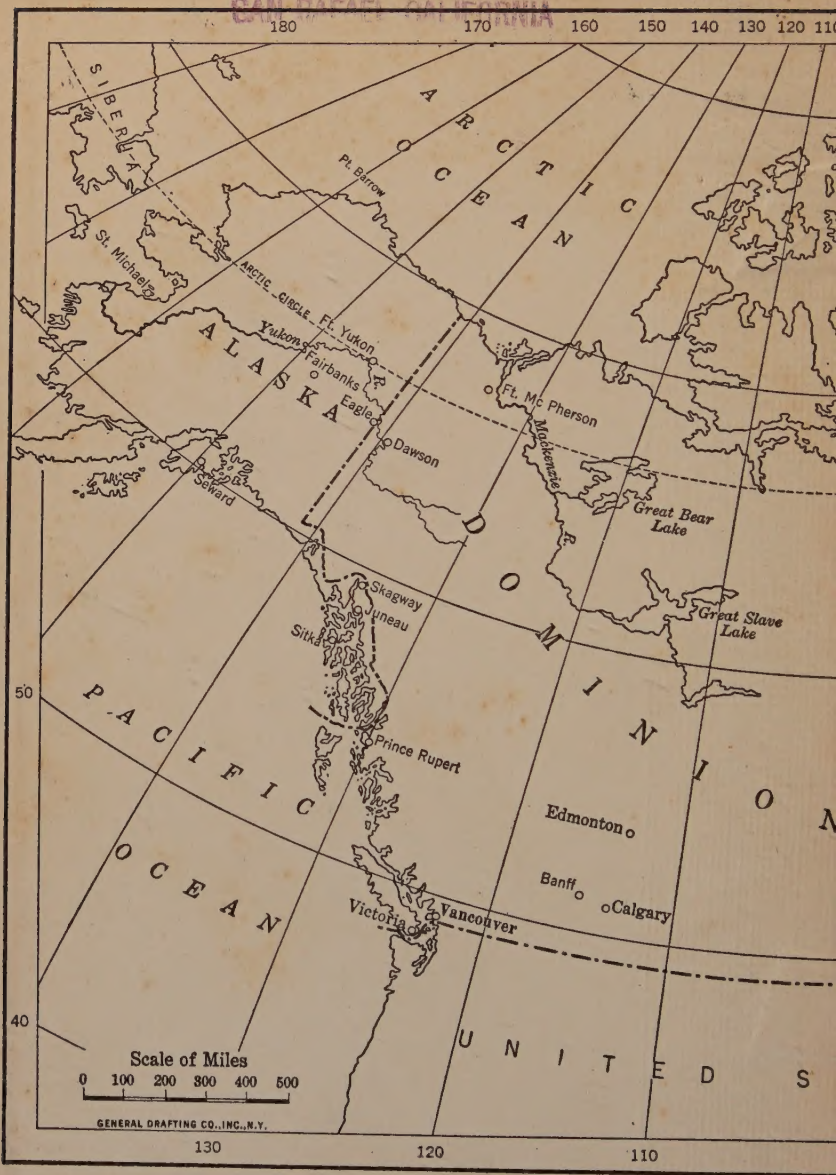 SAN RAFAEL CALIFORNIA
180 170 160 150 140 130 120 110
SIBERIA
ARCTIC
OCEAN
Pt. Barrow
St. Michael
ARCTIC CIRCLE
Ft. Yukon
Yukon R.
ALASKA
Fairbanks
Eagle
Dawson
Ft. Mc Pherson
Mackenzie R.
Great Bear
Lake
Seward
DOMINION
Skagway
Juneau
Sitka
Great Slave
Lake
50
PACIFIC
OCEAN
Prince Rupert
Edmonton
Banff
Calgary
Victoria
Vancouver
40
UNITED S
Scale of Miles
0 100 200 300 400 500
GENERAL DRAFTING CO.,INC.,N.Y.
130 120 110